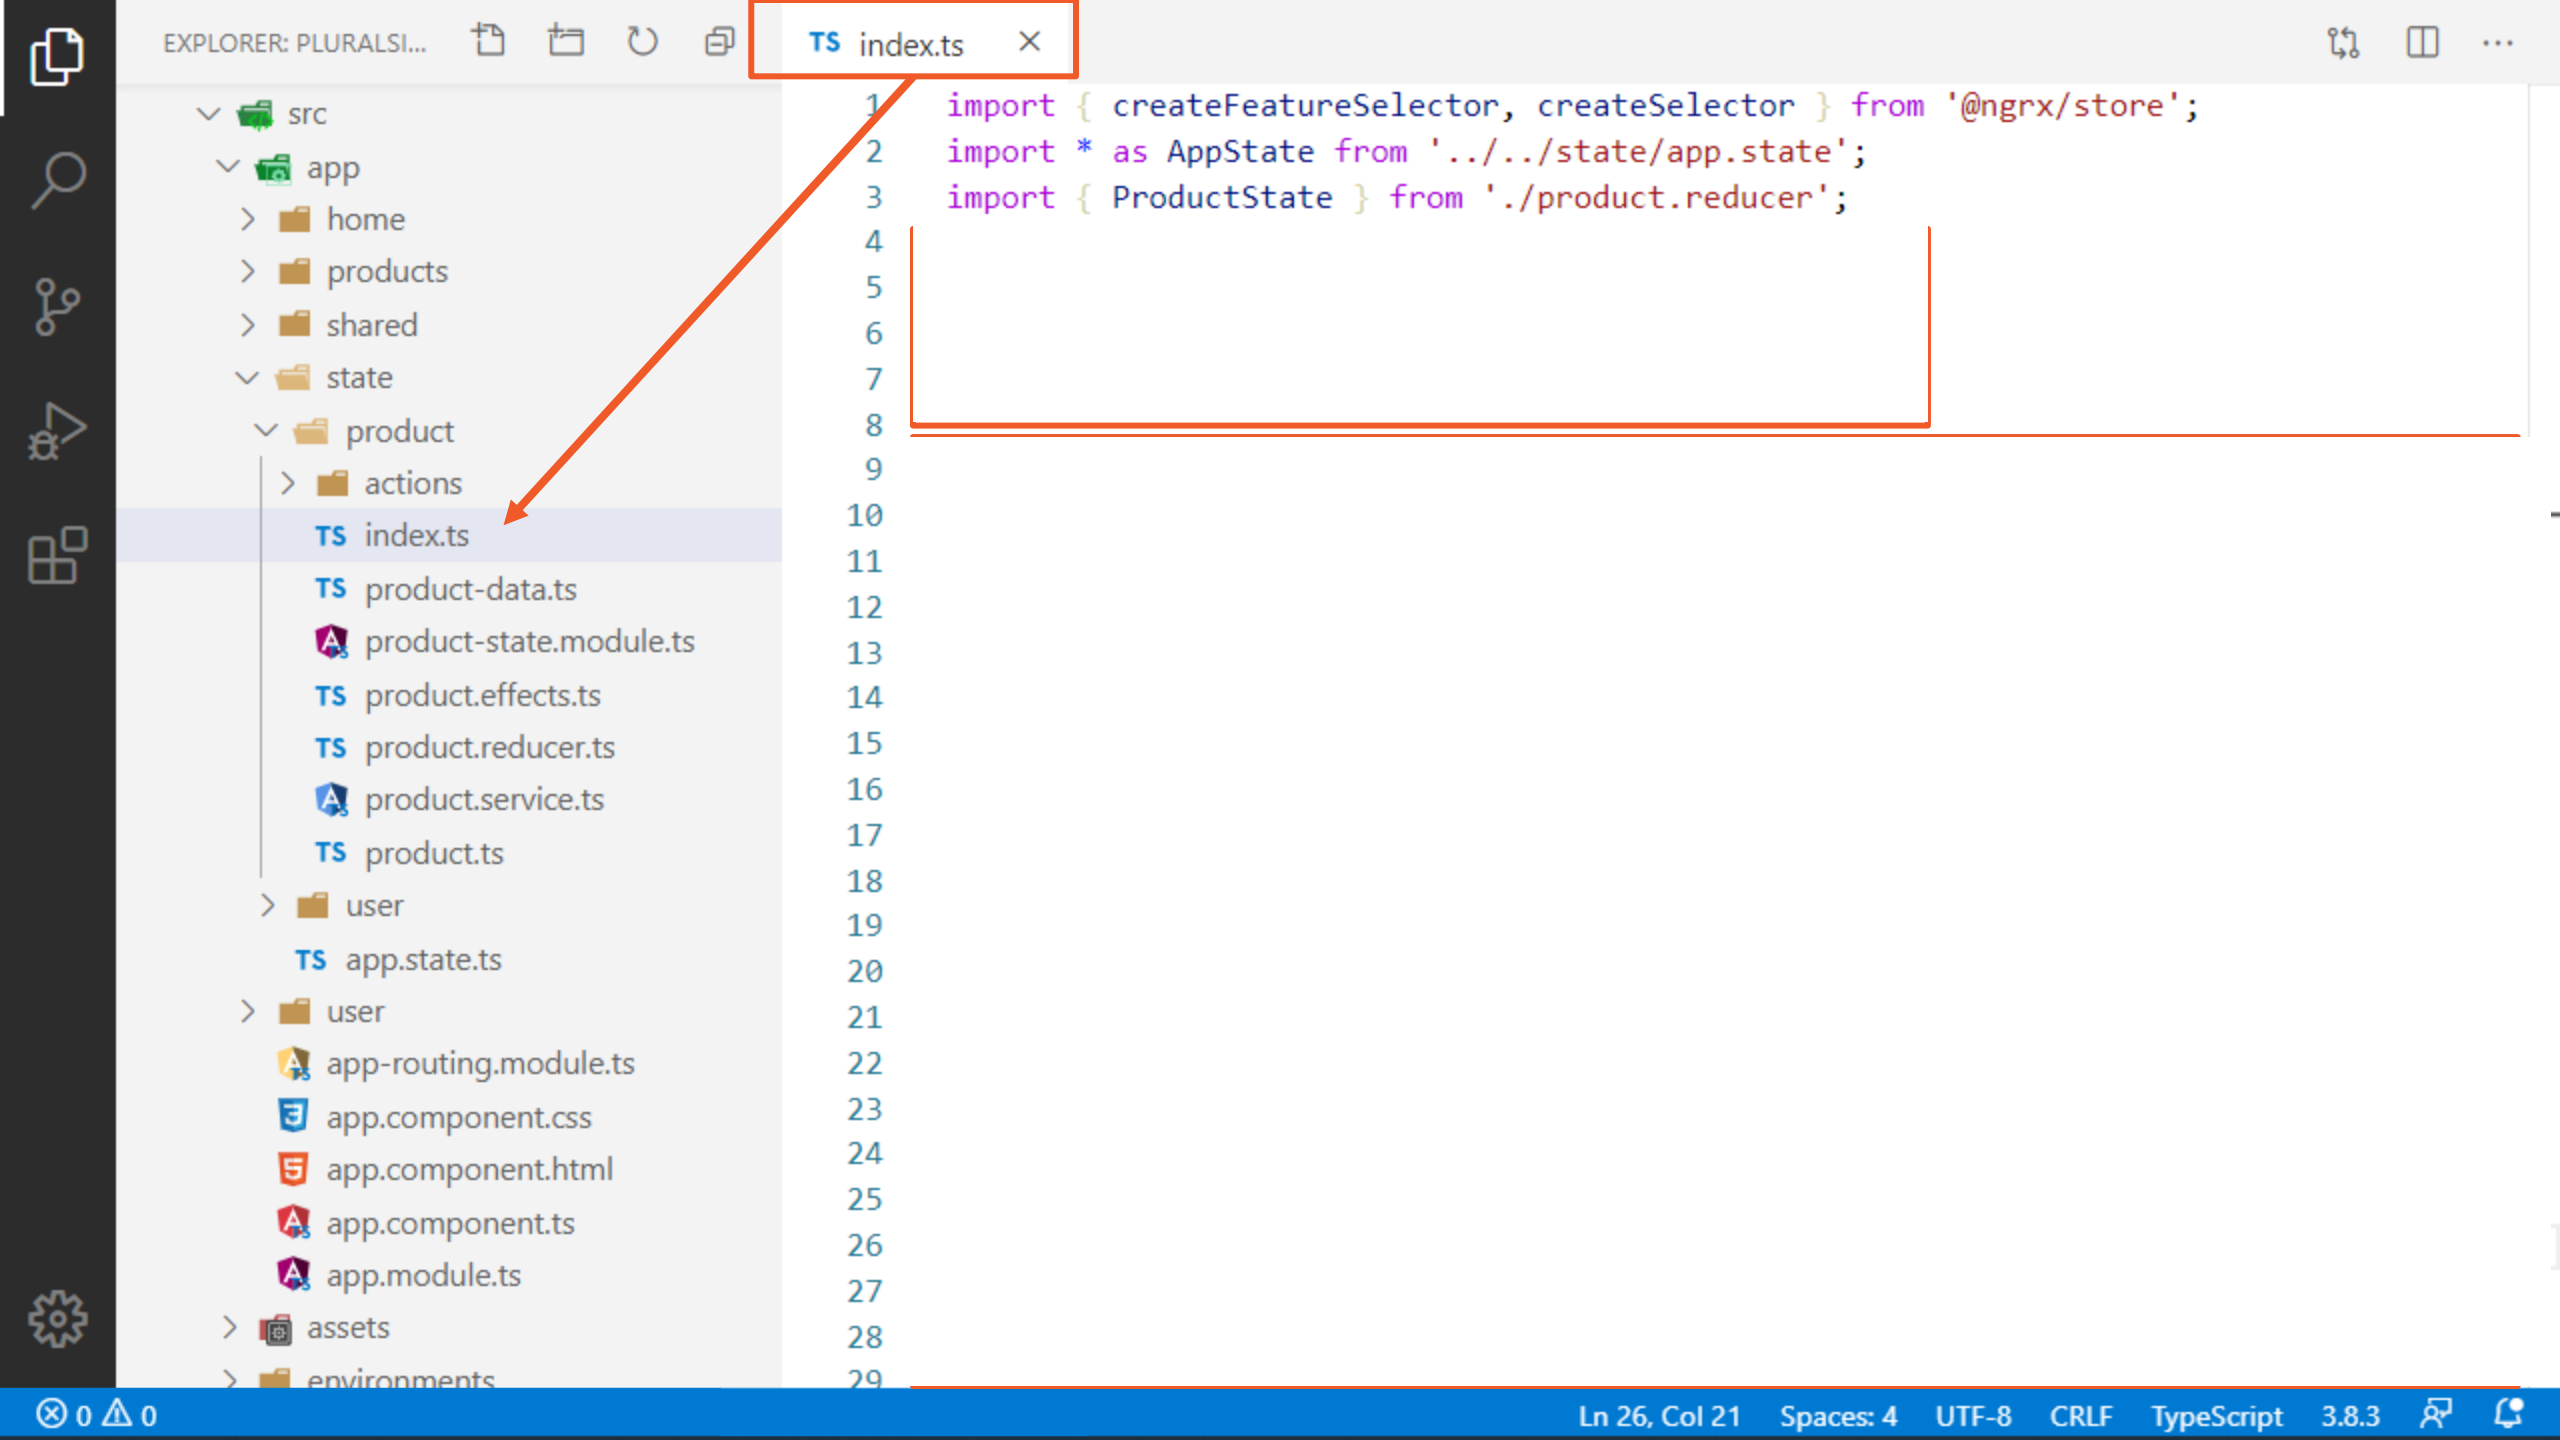 EXPLORER: PLURALSI...
src
app
home
products
shared
state
product
actions
TS index.ts
TS product-data.ts
product-state.module.ts
TS product.effects.ts
TS product.reducer.ts
product.service.ts
TS product.ts
user
TS app.state.ts
user
app-routing.module.ts
app.component.css
app.component.html
app.component.ts
app.module.ts
assets
environments
TS index.ts
1 import { createFeatureSelector, createSelector } from '@ngrx/store';
2 import * as AppState from '../../state/app.state';
3 import { ProductState } from './product.reducer';
4
5
6
7
8
9
10
11
12
13
14
15
16
17
18
19
20
21
22
23
24
25
26
27
28
29
0 0 Ln 26, Col 21 Spaces: 4 UTF-8 CRLF TypeScript 3.8.3